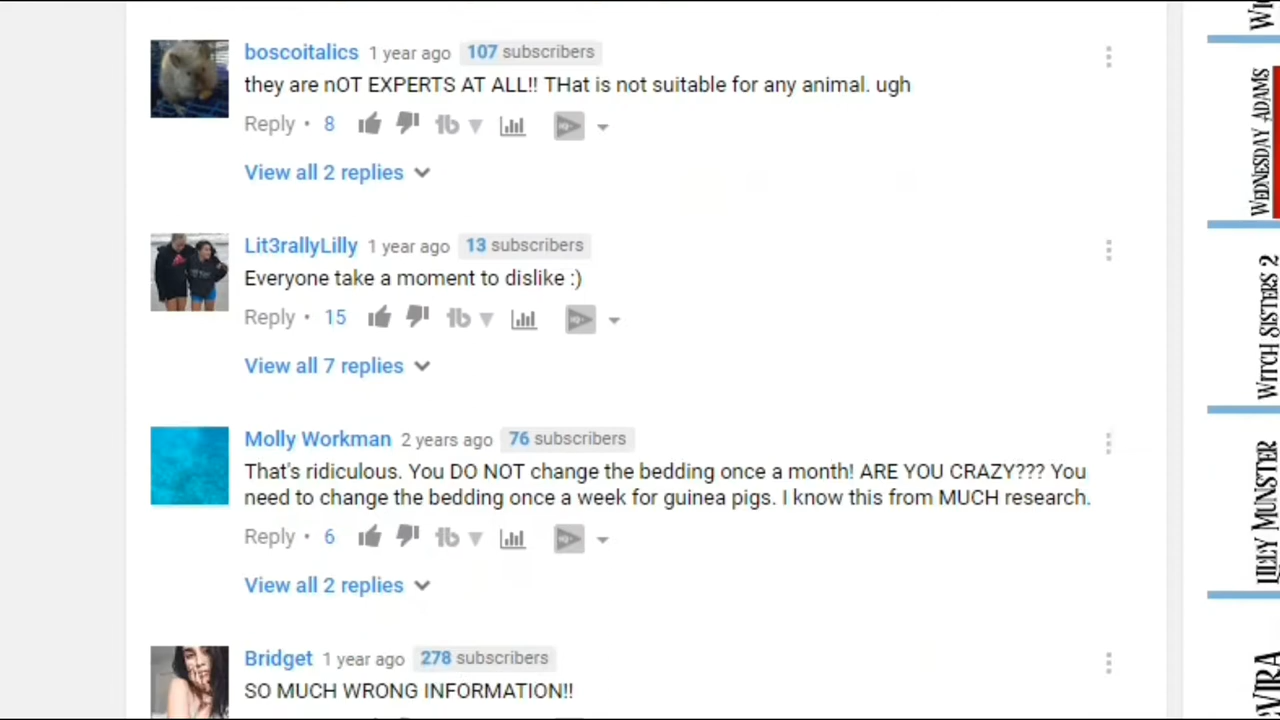 boscoitalics 1 year ago 107 subscribers
they are nOT EXPERTS AT ALL!! THat is not suitable for any animal. ugh
Reply • 8
View all 2 replies
Lit3rallyLilly 1 year ago 13 subscribers
Everyone take a moment to dislike :)
Reply • 15
View all 7 replies
Molly Workman 2 years ago 76 subscribers
That's ridiculous. You DO NOT change the bedding once a month! ARE YOU CRAZY??? You
need to change the bedding once a week for guinea pigs. I know this from MUCH research.
Reply • 6
View all 2 replies
Bridget 1 year ago 278 subscribers
SO MUCH WRONG INFORMATION!!
WEDNESDAY ADAMS
WITCH SISTERS 2
LILLY MUNSTER